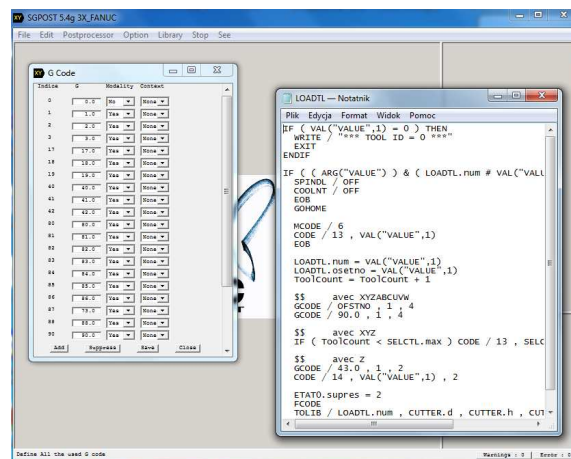 SGPOST 5.4g 3X_FANUC
File Edit Postprocessor Option Library Stop See
G Code
Indice G Modality Context
0 0.0 No None
1 1.0 Yes None
2 2.0 Yes None
3 3.0 Yes None
17 17.0 Yes None
18 18.0 Yes None
19 19.0 Yes None
40 40.0 Yes None
41 41.0 Yes None
42 42.0 Yes None
80 80.0 Yes None
81 81.0 Yes None
82 82.0 Yes None
83 83.0 Yes None
84 84.0 Yes None
85 85.0 Yes None
86 86.0 Yes None
87 None
88 88.0 Yes None
90 90.0 Yes None
Add Suppress Save Close
LOADTL — Notatnik
Plik Edycja Format Widok Pomoc
IF ( VAL("VALUE",1) = 0 ) THEN
WRITE / "*** TOOL ID = 0 ***"
EXIT
ENDIF
IF ( ( ARG("VALUE") ) & ( LOADTL.num # VAL("VALU
SPINDL / OFF
COOLNT / OFF
EOB
GOHOME
MCODE / 6
CODE / 13 , VAL("VALUE",1)
EOB
LOADTL.num = VAL("VALUE",1)
LOADTL.osetno = VAL("VALUE",1)
ToolCount = ToolCount + 1
$$ avec XYZABCUVW
GCODE / OFSTNO , 1 , 4
GCODE / 90.0 , 1 , 4
$$ avec XYZ
IF ( ToolCount < SELCTL.max ) CODE / 13 , SELC
$$ avec Z
GCODE / 43.0 , 1 , 2
CODE / 14 , VAL("VALUE",1) , 2
ETAT0.supres = 2
FCODE
TOLIB / LOADTL.num , CUTTER.d , CUTTER.h , CUT
Define All the used G code
Warnings : 0 Error : 0